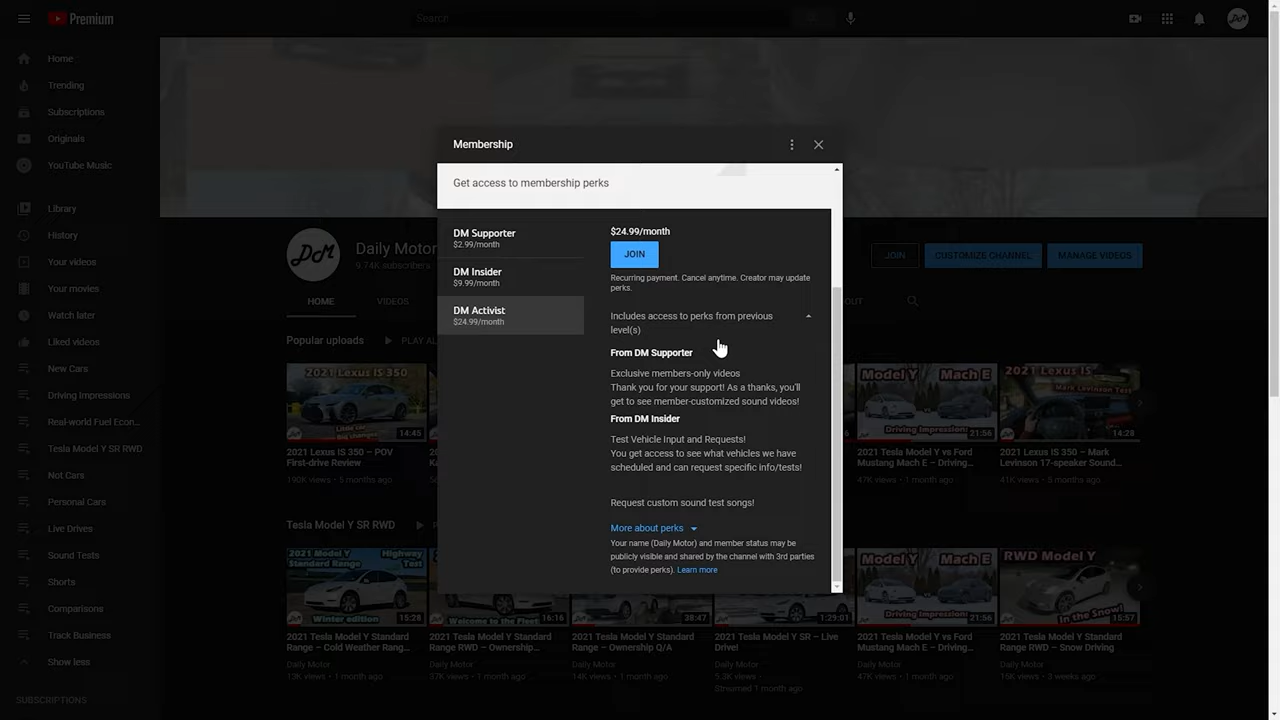 Premium
Search
DM
Home
Trending
Subscriptions
Originals
YouTube Music
Library
History
Your videos
Your movies
Watch later
Liked videos
New Cars
Driving Impressions
Real-world Fuel Econ...
Tesla Model Y SR RWD
Not Cars
Personal Cars
Live Drives
Sound Tests
Shorts
Comparisons
Track Business
Show less
SUBSCRIPTIONS
DM
Daily Motor
9.74K subscribers
JOIN
CUSTOMIZE CHANNEL
MANAGE VIDEOS
HOME
VIDEOS
OUT
Membership
Get access to membership perks
DM Supporter
$2.99/month
DM Insider
$9.99/month
DM Activist
$24.99/month
$24.99/month
JOIN
Recurring payment. Cancel anytime. Creator may update
perks.
Includes access to perks from previous
level(s)
From DM Supporter
Exclusive members-only videos
Thank you for your support! As a thanks, you'll
get to see member-customized sound videos!
From DM Insider
Test Vehicle Input and Requests!
You get access to see what vehicles we have
scheduled and can request specific info/tests!
Request custom sound test songs!
More about perks
Your name (Daily Motor) and member status may be
publicly visible and shared by the channel with 3rd parties
(to provide perks). Learn more
Popular uploads
PLAY AL
2021 Lexus IS 350
14:45
2021 Lexus IS 350 – POV
First-drive Review
190K views • 5 months ago
Model Y
Mach E
Driving Impressions
21:56
2021 Tesla Model Y vs Ford
Mustang Mach E – Driving...
47K views • 1 month ago
2021 Lexus IS
Mark Levinson Test
14:28
2021 Lexus IS 350 – Mark
Levinson 17-speaker Sound...
41K views • 5 months ago
Tesla Model Y SR RWD
2021 Model Y
Standard Range
Highway
Test
Winter edition!
15:28
2021 Tesla Model Y Standard
Range – Cold Weather Rang...
Daily Motor
13K views • 1 month ago
Welcome to the Fleet
16:16
2021 Tesla Model Y Standard
Range RWD – Ownership...
Daily Motor
37K views • 1 month ago
38:47
2021 Tesla Model Y Standard
Range – Ownership Q/A
Daily Motor
14K views • 1 month ago
1:29:01
2021 Tesla Model Y SR – Live
Drive!
Daily Motor
5.3K views •
Streamed 1 month ago
Model Y
Mach E
Driving Impressions
21:56
2021 Tesla Model Y vs Ford
Mustang Mach E – Driving...
Daily Motor
47K views • 1 month ago
RWD Model Y
In the Snow!
15:57
2021 Tesla Model Y Standard
Range RWD – Snow Driving
Daily Motor
16K views • 3 weeks ago